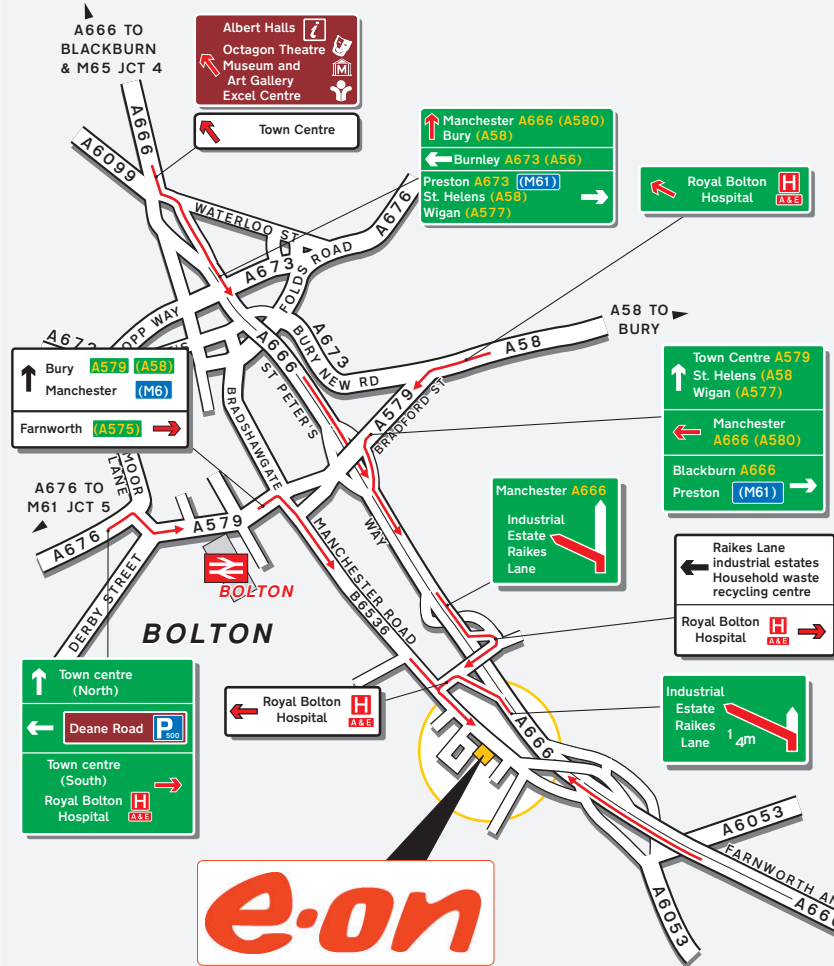 A666 TO
BLACKBURN
& M65 JCT 4
Albert Halls i
Octagon Theatre
Museum and
Art Gallery
Excel Centre
M
Town Centre
Manchester A666 (A580)
Bury (A58)
Burnley A673 (A56)
Preston A673 (M61)
St. Helens (A58)
Wigan (A577)
Royal Bolton
Hospital
H
A & E
A666
A6099
WATERLOO ST
A676
FOLDS ROAD
A673
OPP WAY
A673
A58 TO
BURY
A673
BURY NEW RD
A58
A666
ST PETER'S
WAY
A579
BRADFORD ST
BRADSHAWGATE
Bury A579 (A58)
Manchester (M6)
Farnworth (A575)
Town Centre A579
St. Helens (A58
Wigan (A577)
Manchester
A666 (A580)
Blackburn A666
Preston (M61)
MOOR
LANE
A676 TO
M61 JCT 5
A676
A579
DERBY STREET
BOLTON
BOLTON
MANCHESTER ROAD
B6536
Manchester A666
Industrial
Estate
Raikes
Lane
Raikes Lane
industrial estates
Household waste
recycling centre
Royal Bolton
Hospital
H
A & E
Town centre
(North)
Deane Road P
500
Town centre
(South)
Royal Bolton
Hospital
H
A & E
Royal Bolton
Hospital
H
A & E
Industrial
Estate
Raikes
Lane
1
4m
A666
A6053
FARNWORTH AN
A666
A6053
e·on